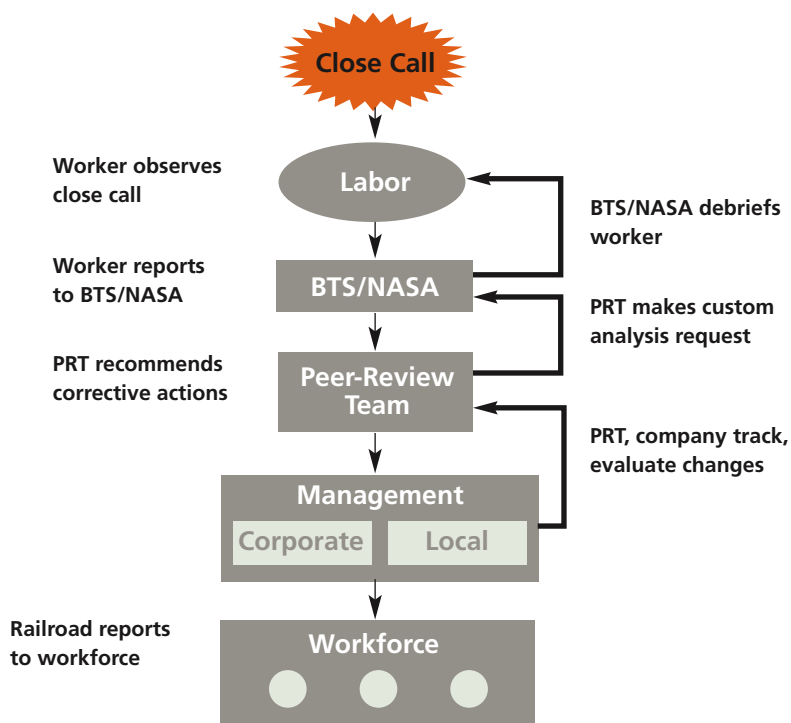 Close Call
Worker observes
close call
Labor
BTS/NASA debriefs
worker
Worker reports
to BTS/NASA
BTS/NASA
PRT makes custom
analysis request
PRT recommends
corrective actions
Peer-Review
Team
PRT, company track,
evaluate changes
Management
Corporate
Local
Railroad reports
to workforce
Workforce